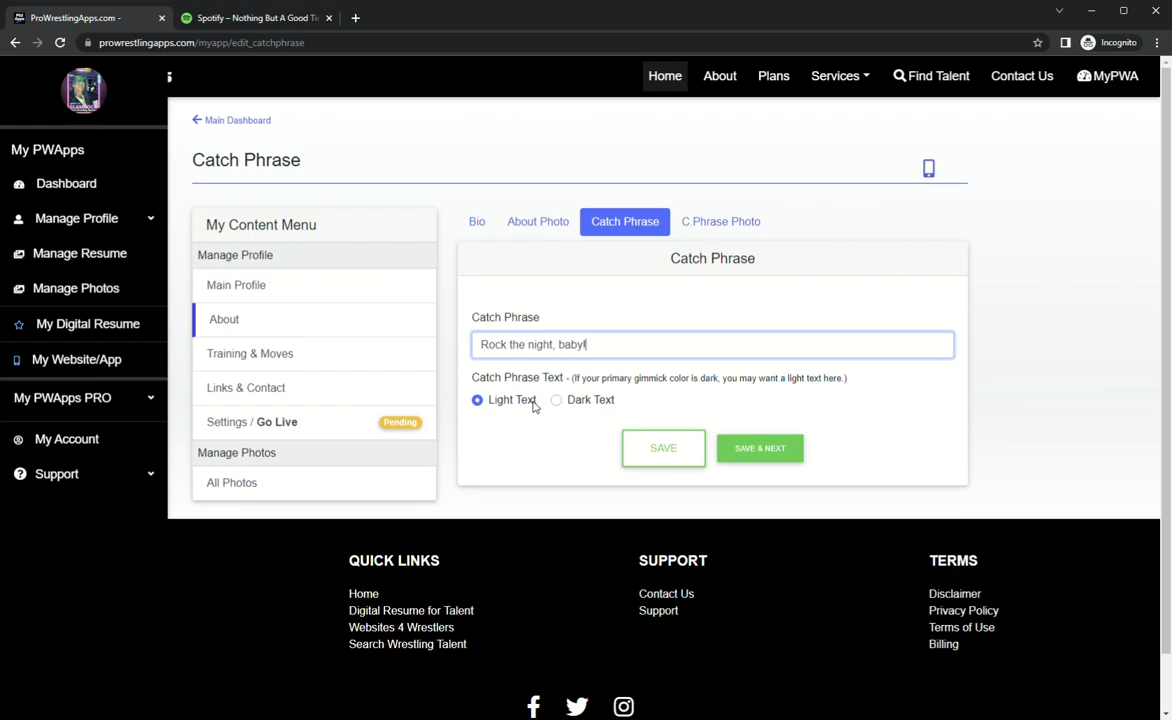 ProWrestlingApps.com -
Spotify – Nothing But A Good Ti
prowrestlingapps.com/myapp/edit_catchphrase
Incognito
Home
About
Plans
Services
Find Talent
Contact Us
MyPWA
Main Dashboard
My PWApps
Dashboard
Manage Profile
Manage Resume
Manage Photos
My Digital Resume
My Website/App
My PWApps PRO
My Account
Support
Catch Phrase
My Content Menu
Manage Profile
Main Profile
About
Training & Moves
Links & Contact
Settings / Go Live
Pending
Manage Photos
All Photos
Bio
About Photo
Catch Phrase
C.Phrase Photo
Catch Phrase
Catch Phrase
Rock the night, baby!
Catch Phrase Text - (If your primary gimmick color is dark, you may want a light text here.)
Light Text
Dark Text
SAVE
SAVE & NEXT
QUICK LINKS
Home
Digital Resume for Talent
Websites 4 Wrestlers
Search Wrestling Talent
SUPPORT
Contact Us
Support
TERMS
Disclaimer
Privacy Policy
Terms of Use
Billing